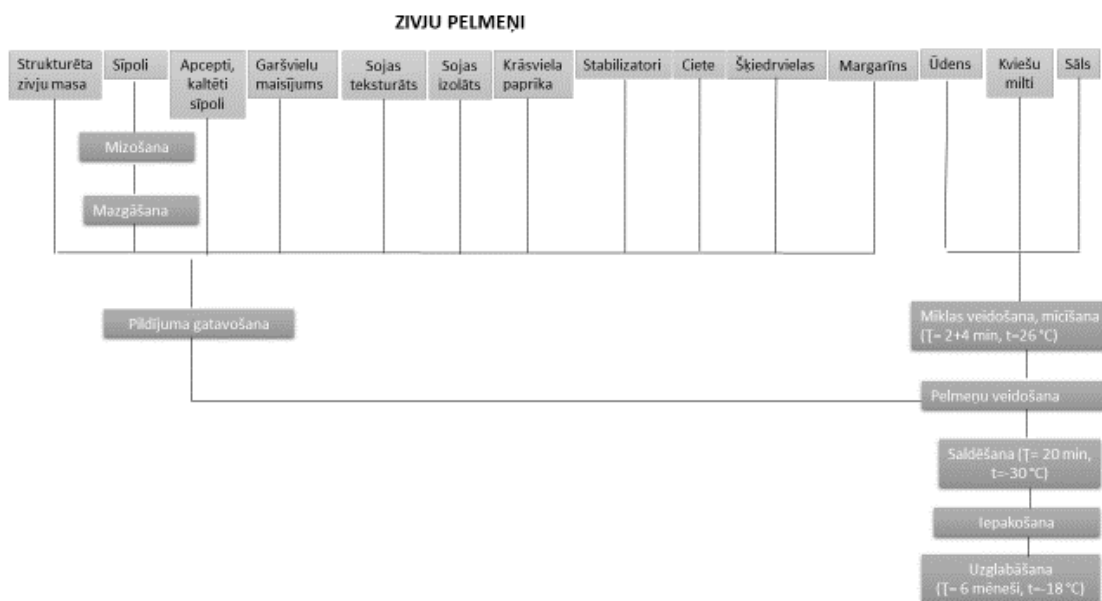 ZIVJU PELMEŅI
Strukturēta
zivju masa
Sīpoli
Apcepti,
kaltēti
sīpoli
Garšvielu
maisījums
Sojas
teksturāts
Sojas
izolāts
Krāsviela
paprika
Stabilizatori
Ciete
Šķiedrvielas
Margarīns
Ūdens
Kviešu
milti
Sāls
Mizošana
Mazgāšana
Pildījuma gatavošana
Mīklas veidošana, mīcīšana
(Ʈ= 2+4 min, t=26 °C)
Pelmeņu veidošana
Saldēšana (Ʈ= 20 min,
t=-30 °C)
Iepakošana
Uzglabāšana
(Ʈ= 6 mēneši, t=-18 °C)